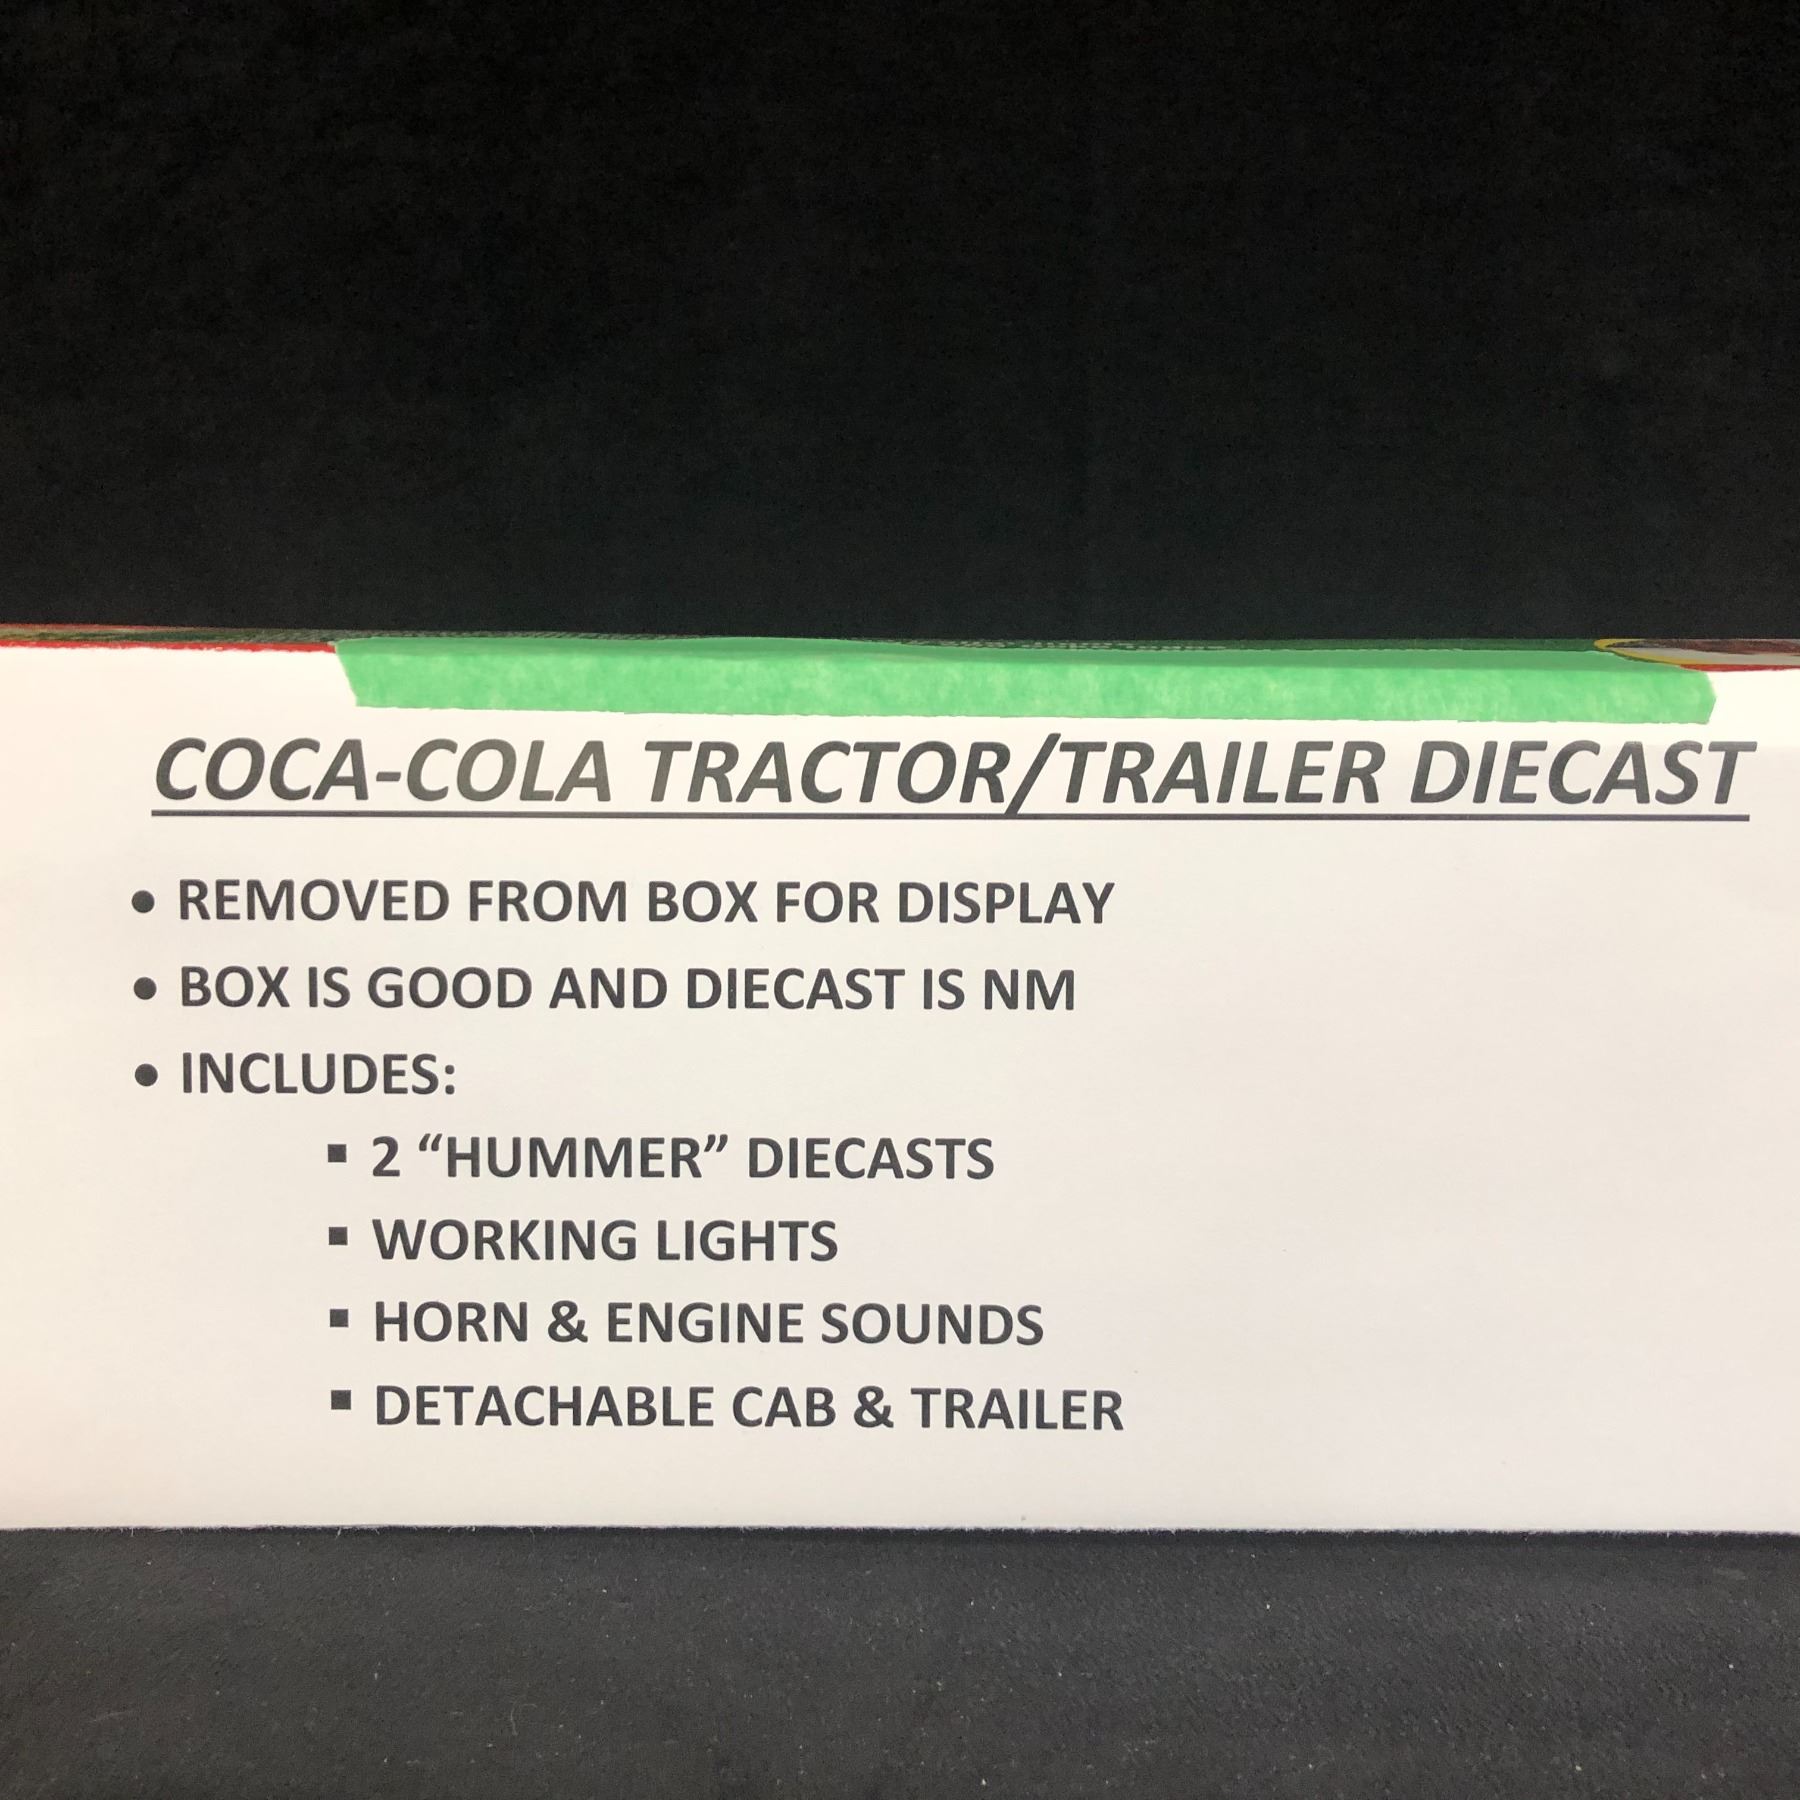 COCA-COLA TRACTOR/TRAILER DIECAST
• REMOVED FROM BOX FOR DISPLAY
• BOX IS GOOD AND DIECAST IS NM
• INCLUDES:
▪ 2 “HUMMER” DIECASTS
▪ WORKING LIGHTS
▪ HORN & ENGINE SOUNDS
▪ DETACHABLE CAB & TRAILER